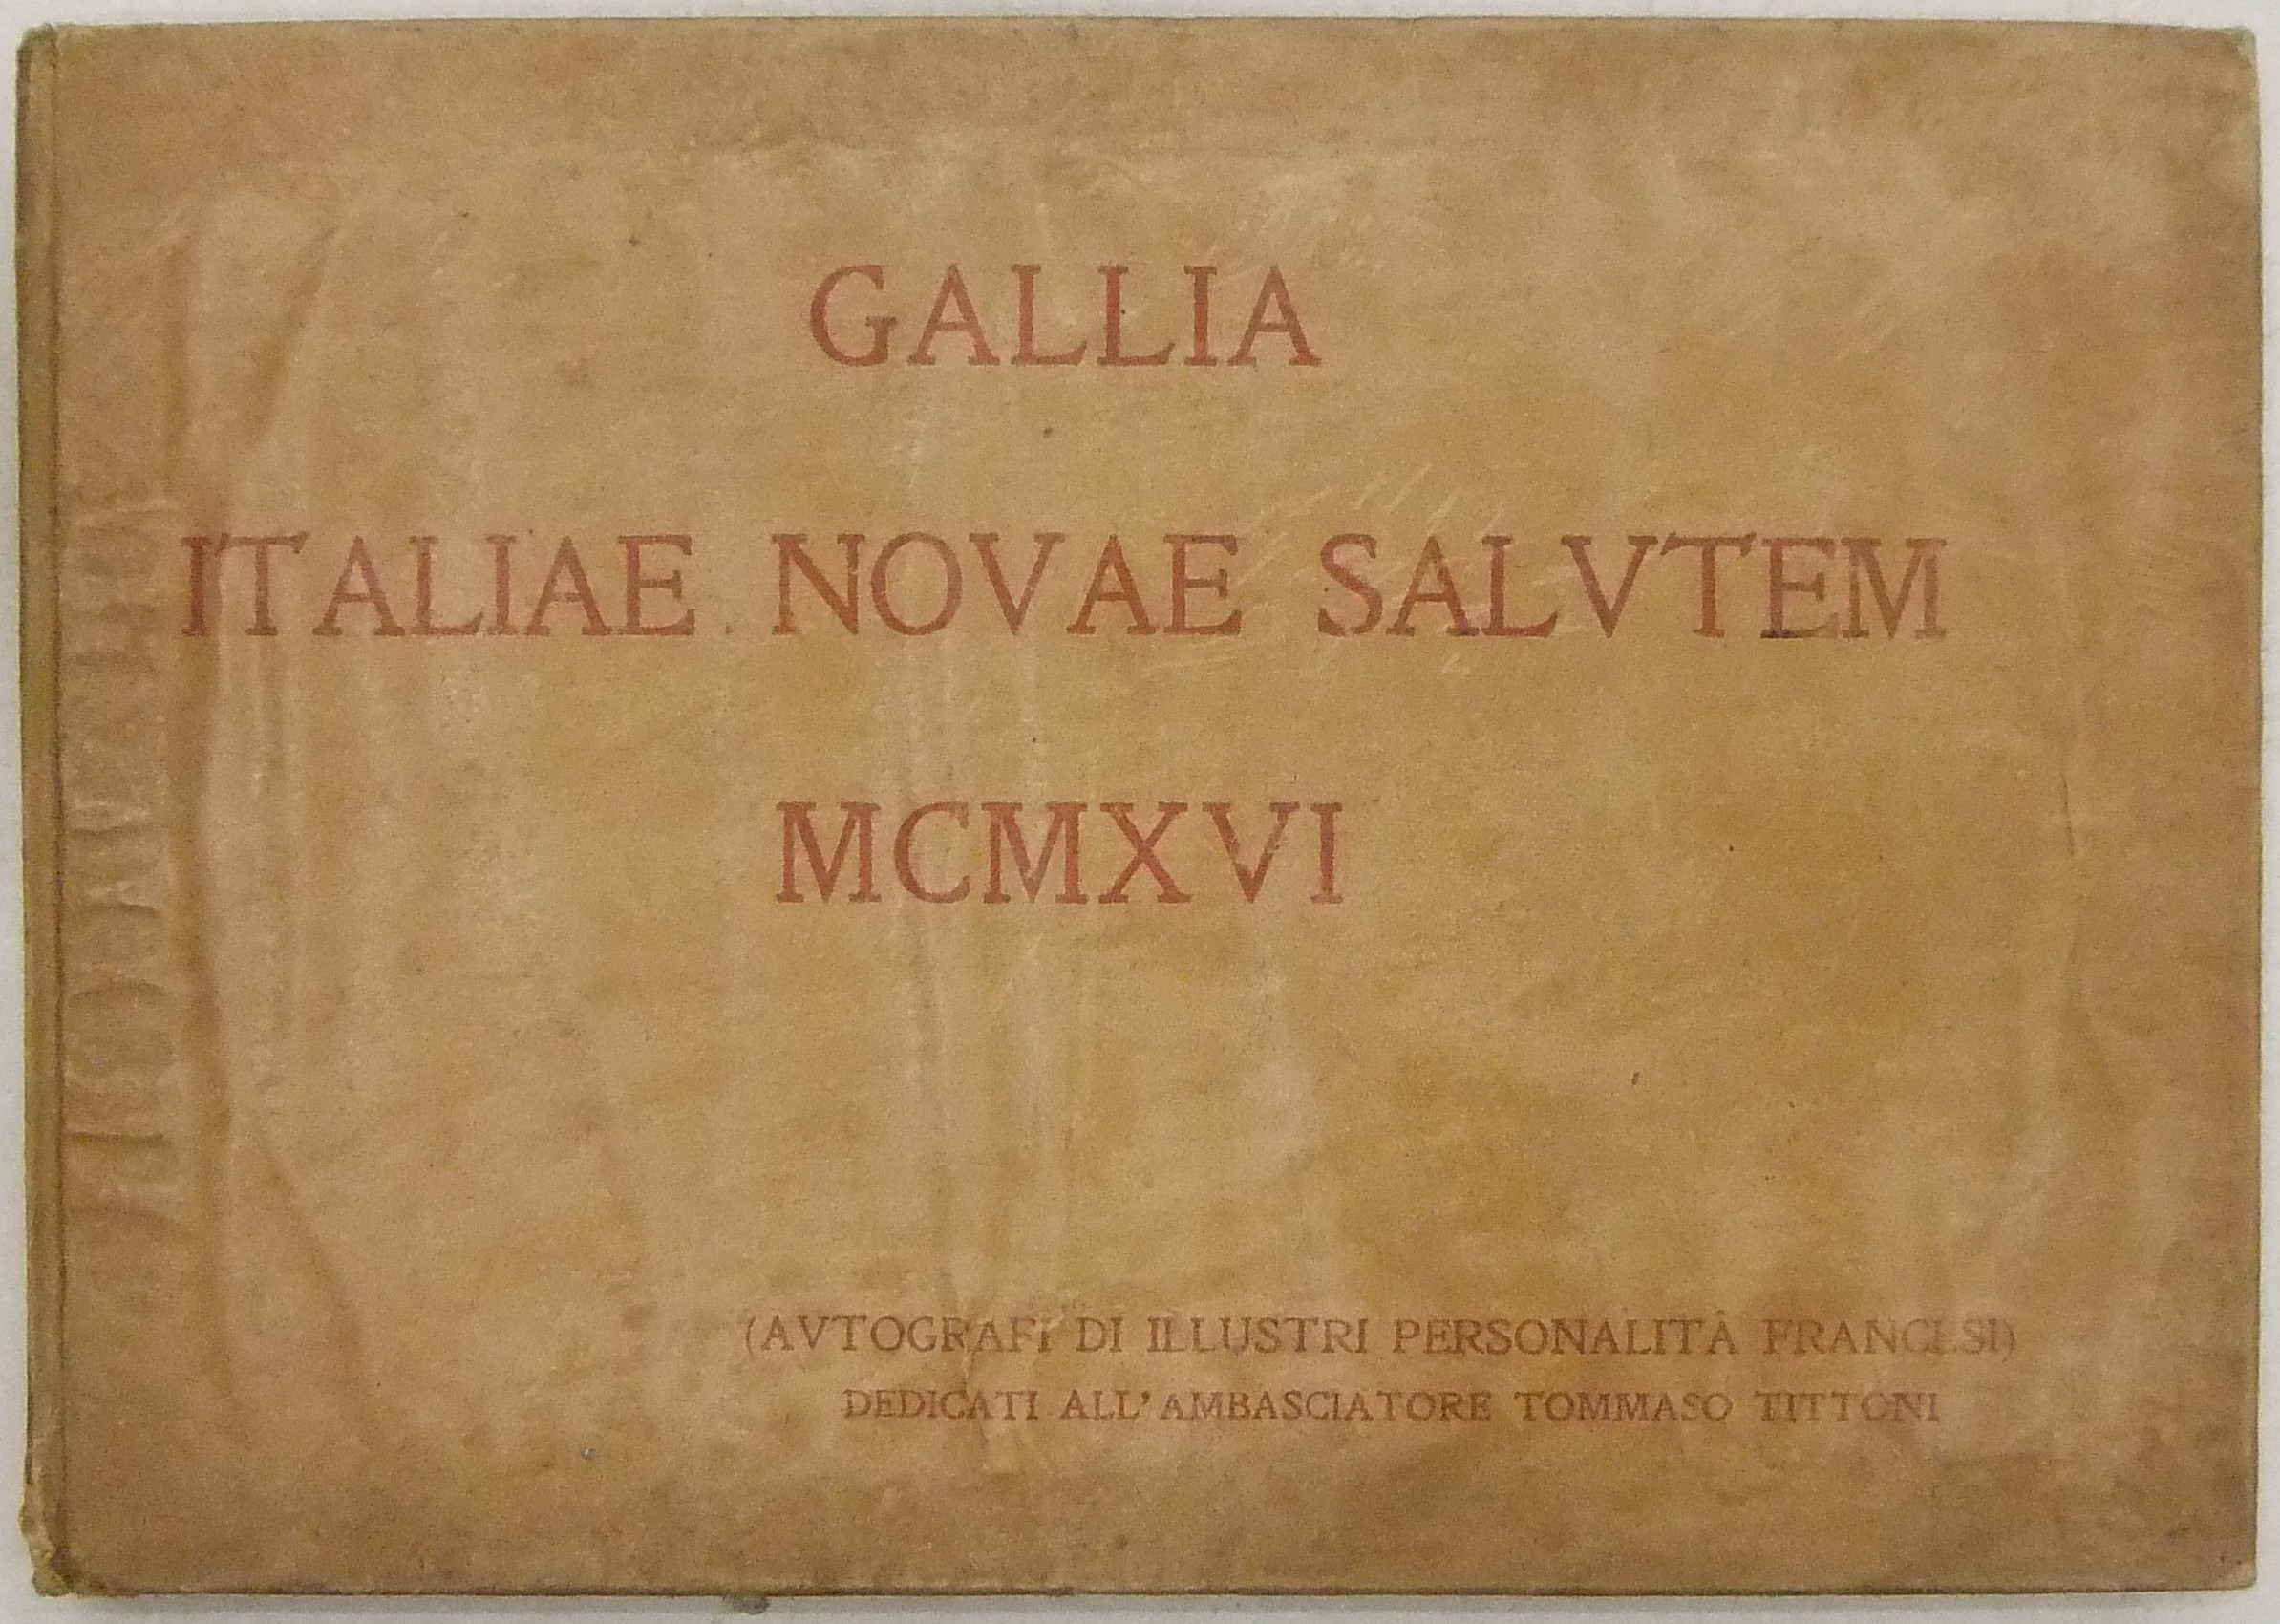 GALLIA
ITALIAE NOVAE SALVTEM
MCMXVI
(AVTOGRAFI DI ILLUSTRI PERSONALITÀ FRANCESI)
DEDICATI ALL'AMBASCIATORE TOMMASO TITTONI